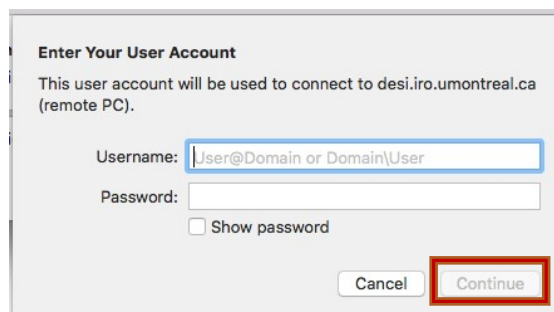 Enter Your User Account
This user account will be used to connect to desi.iro.umontreal.ca
(remote PC).
Username: User@Domain or Domain\User
Password:
Show password
Cancel Continue